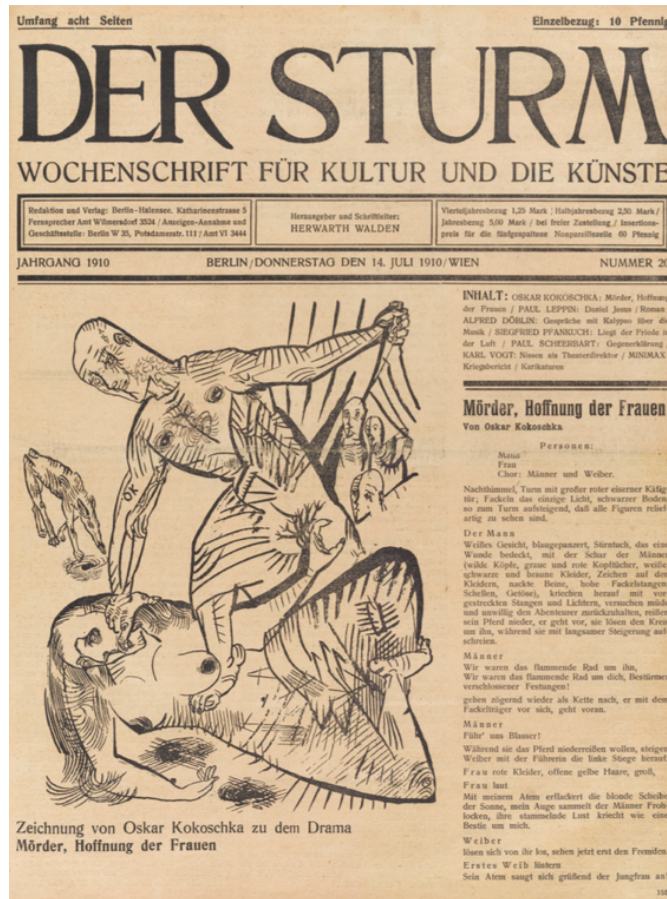 Umfang acht Seiten
Einzelbezug: 10 Pfennig
DER STURM
WOCHENSCHRIFT FÜR KULTUR UND DIE KÜNSTE
Redaktion und Verlag: Berlin-Halensee, Katharinenstrasse 5
Fernsprecher Amt Wilmersdorf 3524 / Anzeigen-Annahme und
Geschäftsstelle: Berlin W 35, Potsdamerstr. 111 / Amt VI 3444
Herausgeber und Schriftleiter:
HERWARTH WALDEN
Vierteljahresbezug 1,25 Mark / Halbjahresbezug 2,50 Mark /
Jahresbezug 5,00 Mark / bei freier Zustellung / Insertions-
preis für die fünfgespaltene Nonpareillezeile 60 Pfennig
JAHRGANG 1910
BERLIN/DONNERSTAG DEN 14. JULI 1910/WIEN
NUMMER 20
OK
Zeichnung von Oskar Kokoschka zu dem Drama
Mörder, Hoffnung der Frauen
INHALT: OSKAR KOKOSCHKA: Mörder, Hoffnung
der Frauen / PAUL LEPPIN: Daniel Jesus / Roman
ALFRED DÖBLIN: Gespräche mit Kalypso über die
Musik / SIEGFRIED PFANKUCH: Liegt der Friede in
der Luft / PAUL SCHEERBART: Gegenerklärung /
KARL VOGT: Nissen als Theaterdirektor / MINIMAX:
Kriegsbericht / Karikaturen
Mörder, Hoffnung der Frauen
Von Oskar Kokoschka
Personen:
Mann
Frau
Chor: Männer und Weiber.
Nachthimmel, Turm mit großer roter eiserner Käfig-
tür; Fackeln das einzige Licht, schwarzer Boden,
so zum Turm aufsteigend, daß alle Figuren relief-
artig zu sehen sind.
Der Mann
Weißes Gesicht, blaugepanzert, Stirntuch, das eine
Wunde bedeckt, mit der Schar der Männer
(wilde Köpfe, graue und rote Kopftücher, weiße,
schwarze und braune Kleider, Zeichen auf den
Kleidern, nackte Beine, hohe Fackelstangen,
Schellen, Getöse), kriechen herauf mit vor-
gestreckten Stangen und Lichtern, versuchen müde
und unwillig den Abenteurer zurückzuhalten, reißen
sein Pferd nieder, er geht vor, sie lösen den Kreis
um ihn, während sie mit langsamer Steigerung auf-
schreien.
Männer
Wir waren das flammende Rad um ihn,
Wir waren das flammende Rad um dich, Bestürmer
verschlossener Festungen!
gehen zögernd wieder als Kette nach, er mit dem
Fackelträger vor sich, geht voran.
Männer
Führ' uns Blasser!
Während sie das Pferd niederreißen wollen, steigen
Weiber mit der Führerin die linke Stiege herauf.
Frau rote Kleider, offene gelbe Haare, groß,
Frau laut
Mit meinem Atem erflackert die blonde Scheibe
der Sonne, mein Auge sammelt der Männer Froh-
locken, ihre stammelnde Lust kriecht wie eine
Bestie um mich.
Weiber
lösen sich von ihr los, sehen jetzt erst den Fremden.
Erstes Weib lüstern
Sein Atem saugt sich grüßend der Jungfrau an!